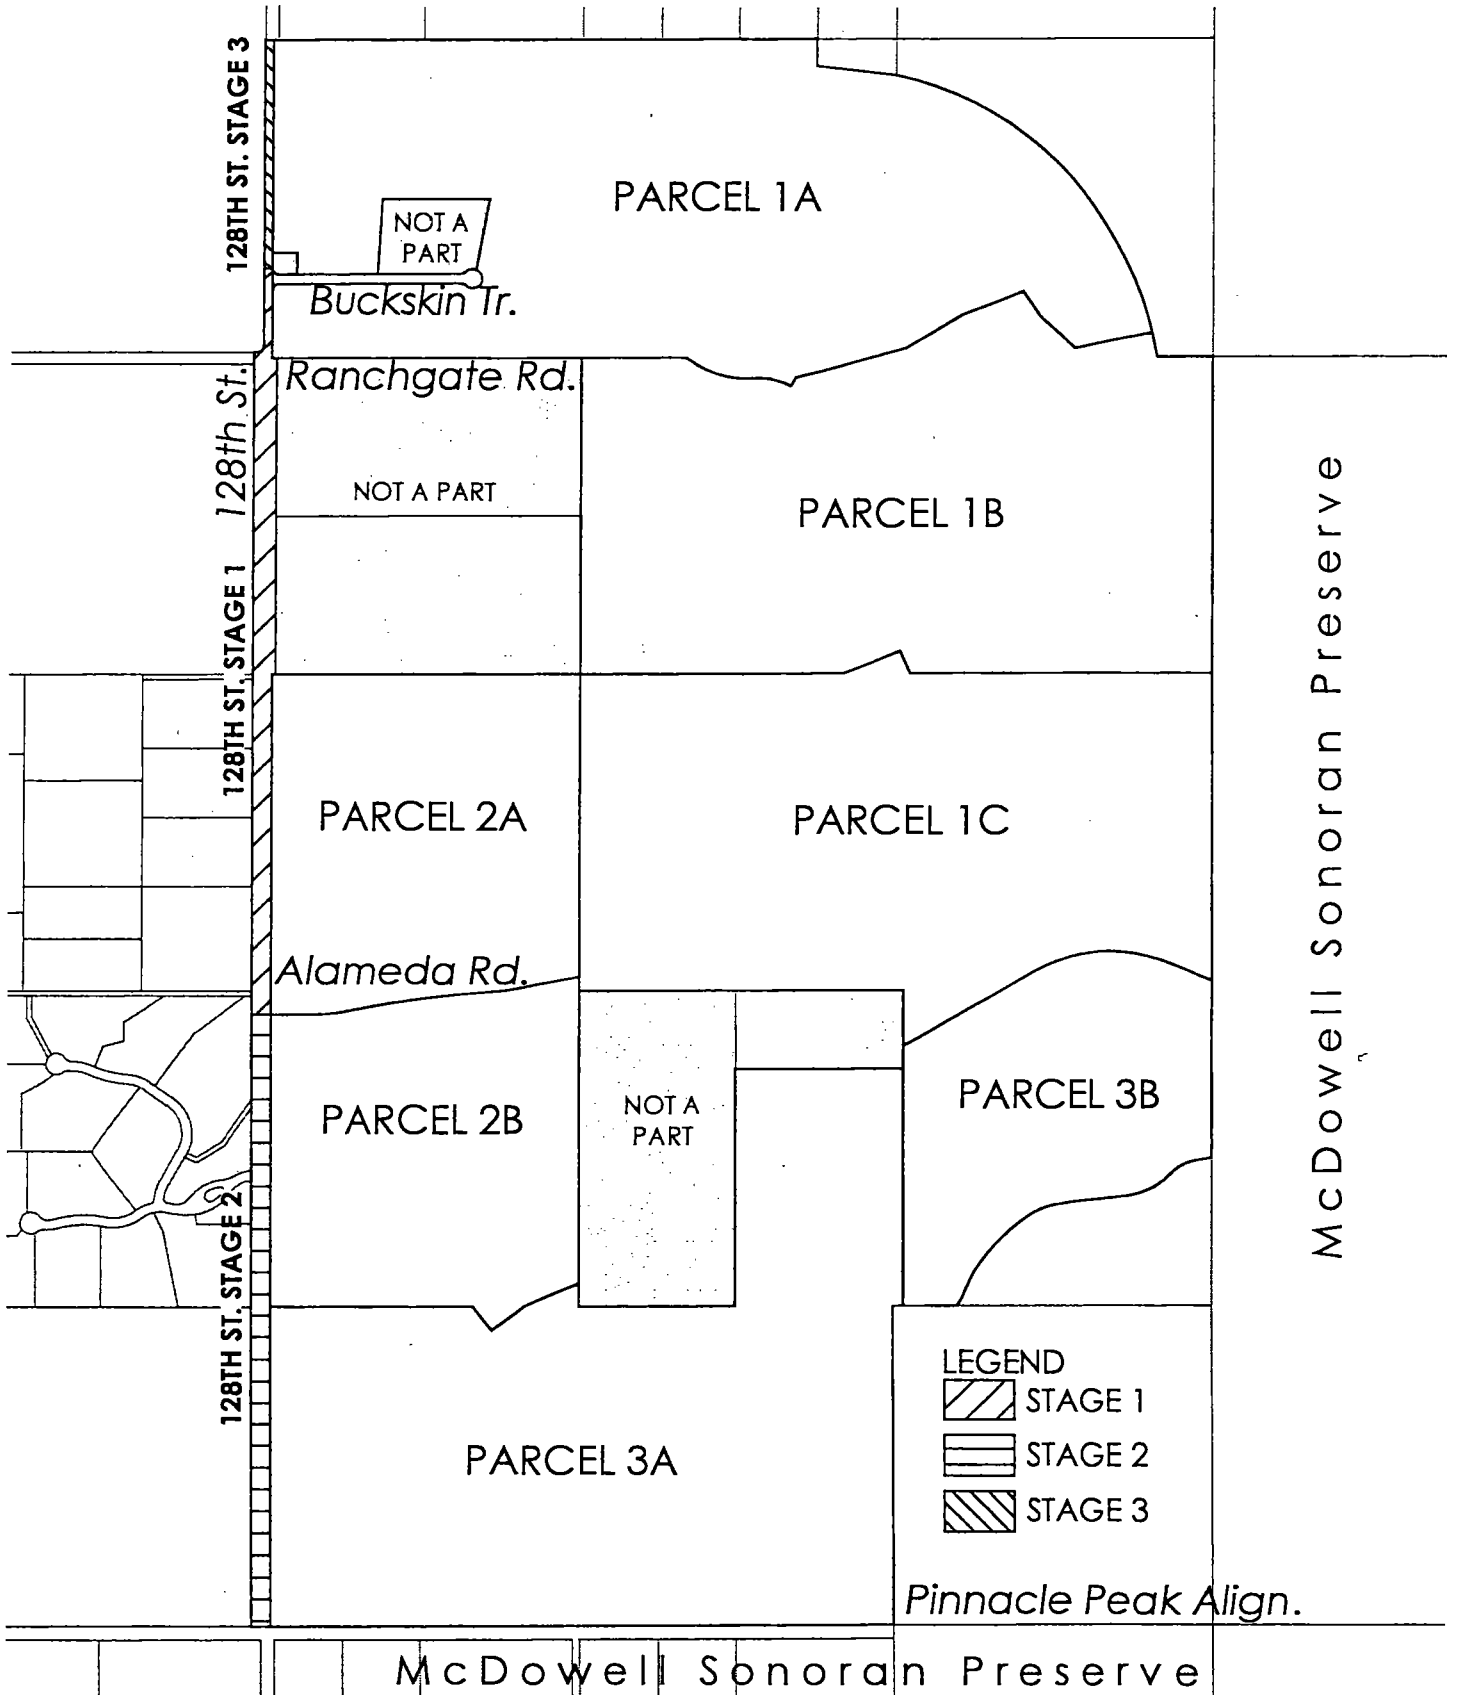 128TH ST. STAGE 3
PARCEL 1A
NOT A
PART
Buckskin Tr.
Ranchgate Rd.
128th St.
NOT A PART
PARCEL 1B
McDowell Sonoran Preserve
128TH ST. STAGE 1
PARCEL 2A
PARCEL 1C
Alameda Rd.
PARCEL 2B
NOT A
PART
PARCEL 3B
128TH ST. STAGE 2
LEGEND
STAGE 1
STAGE 2
STAGE 3
PARCEL 3A
Pinnacle Peak Align.
McDowell Sonoran Preserve